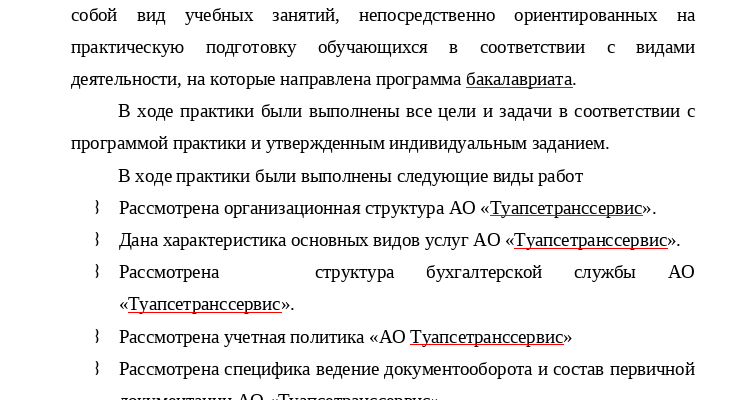 собой вид учебных занятий, непосредственно ориентированных на
практическую подготовку обучающихся в соответствии с видами
деятельности, на которые направлена программа бакалавриата.
В ходе практики были выполнены все цели и задачи в соответствии с
программой практики и утвержденным индивидуальным заданием.
В ходе практики были выполнены следующие виды работ
⌇ Рассмотрена организационная структура АО «Туапсетранссервис».
⌇ Дана характеристика основных видов услуг АО «Туапсетранссервис».
⌇ Рассмотрена структура бухгалтерской службы АО
«Туапсетранссервис».
⌇ Рассмотрена учетная политика «АО Туапсетранссервис»
⌇ Рассмотрена специфика ведение документооборота и состав первичной
документации АО «Туапсетранссервис»